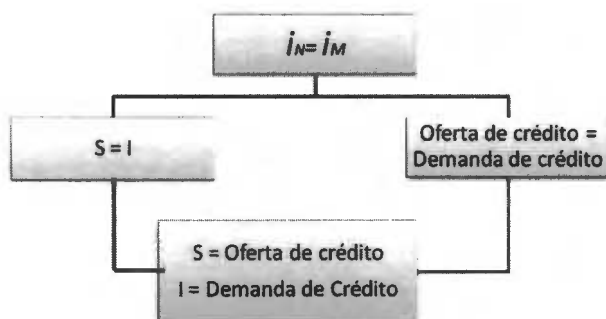 iN= iM
S = I
Oferta de crédito =
Demanda de crédito
S = Oferta de crédito
I = Demanda de Crédito